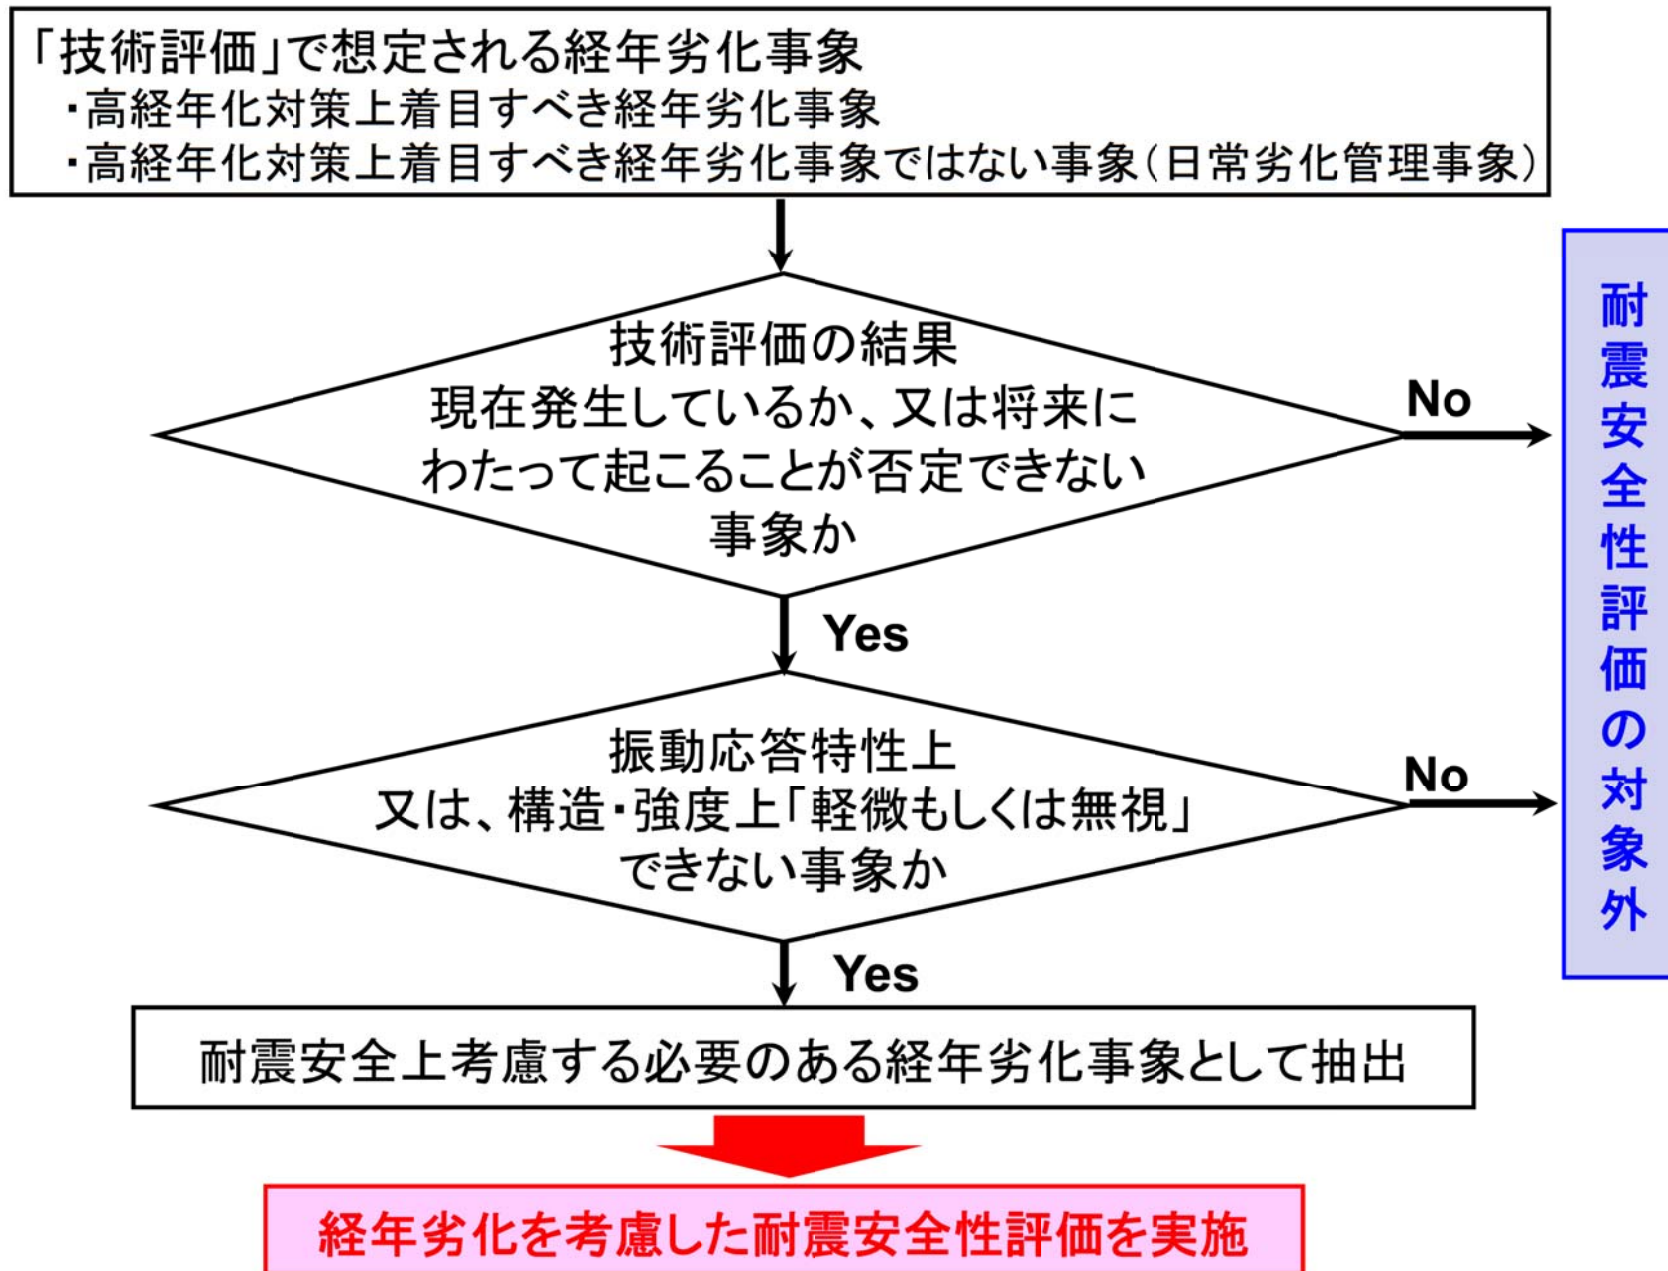 「技術評価」で想定される経年劣化事象
・高経年化対策上着目すべき経年劣化事象
・高経年化対策上着目すべき経年劣化事象ではない事象（日常劣化管理事象）
技術評価の結果
現在発生しているか、又は将来に
わたって起こることが否定できない
事象か
No
Yes
振動応答特性上
又は、構造・強度上「軽微もしくは無視」
できない事象か
No
Yes
耐震安全性評価の対象外
耐震安全上考慮する必要のある経年劣化事象として抽出
経年劣化を考慮した耐震安全性評価を実施